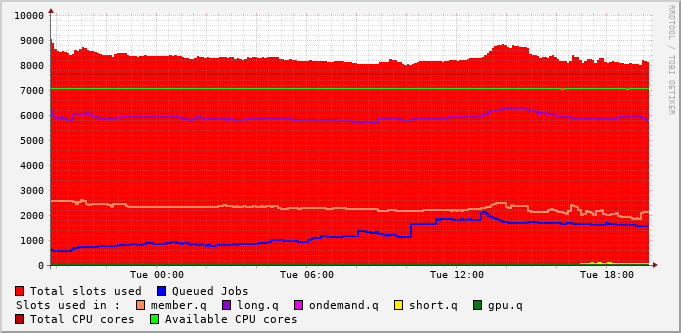 10000
9000
8000
7000
6000
5000
4000
3000
2000
1000
0
Tue 00:00 Tue 06:00 Tue 12:00 Tue 18:00
Total slots used Queued Jobs
Slots used in : member.q long.q ondemand.q short.q gpu.q
Total CPU cores Available CPU cores
RRDTOOL / TOBI OETIKER